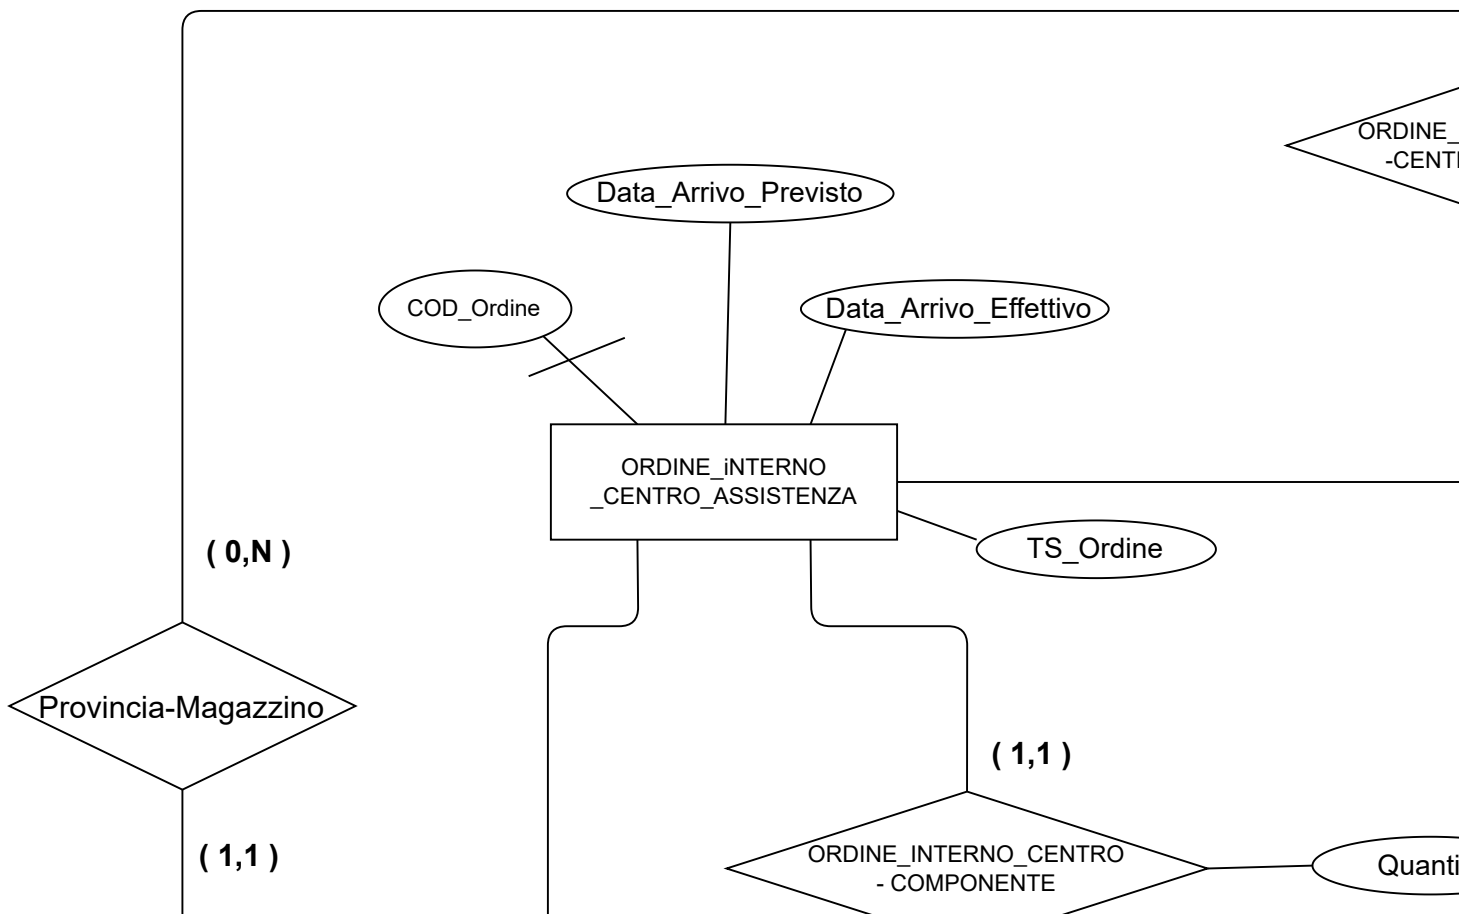 ORDINE_
-CENT
Data_Arrivo_Previsto
COD_Ordine
Data_Arrivo_Effettivo
ORDINE_iNTERNO
_CENTRO_ASSISTENZA
( 0,N )
TS_Ordine
Provincia-Magazzino
( 1,1 )
( 1,1 )
ORDINE_INTERNO_CENTRO
- COMPONENTE
Quanti